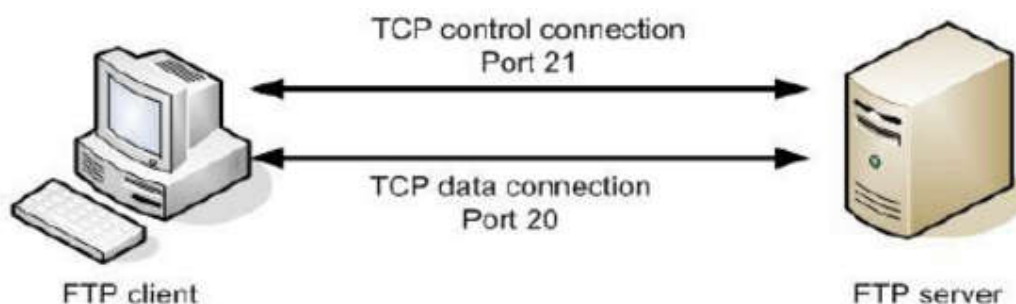 TCP control connection
Port 21
TCP data connection
Port 20
FTP client
FTP server